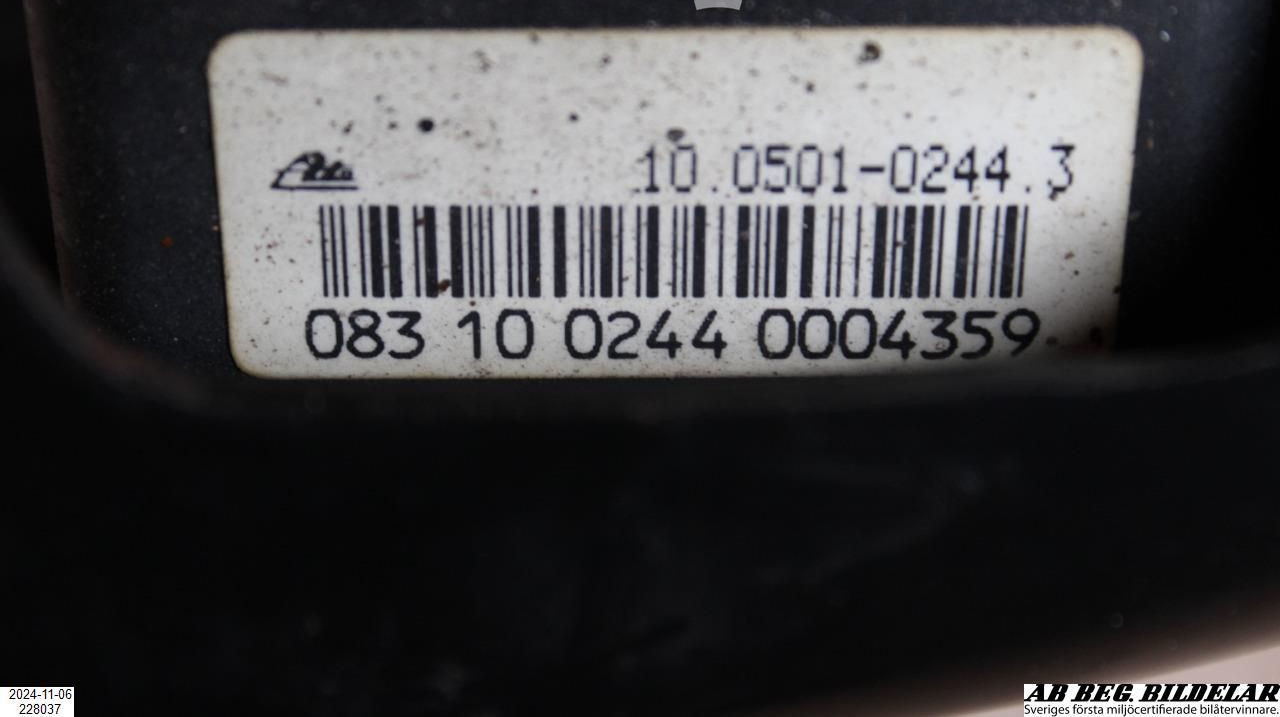 Ate
10.0501-0244.3
083 10 0244 0004359
2024-11-06
228037
AB BEG. BILDELAR
Sveriges första miljöcertifierade bilåtervinnare.